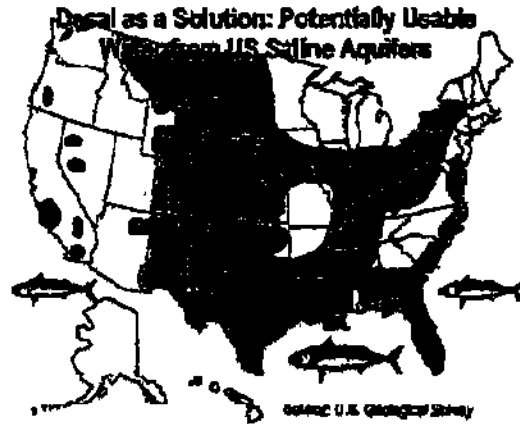 Desal as a Solution: Potentially Usable
Water from US Saline Aquifers
Source: U.S. Geological Survey